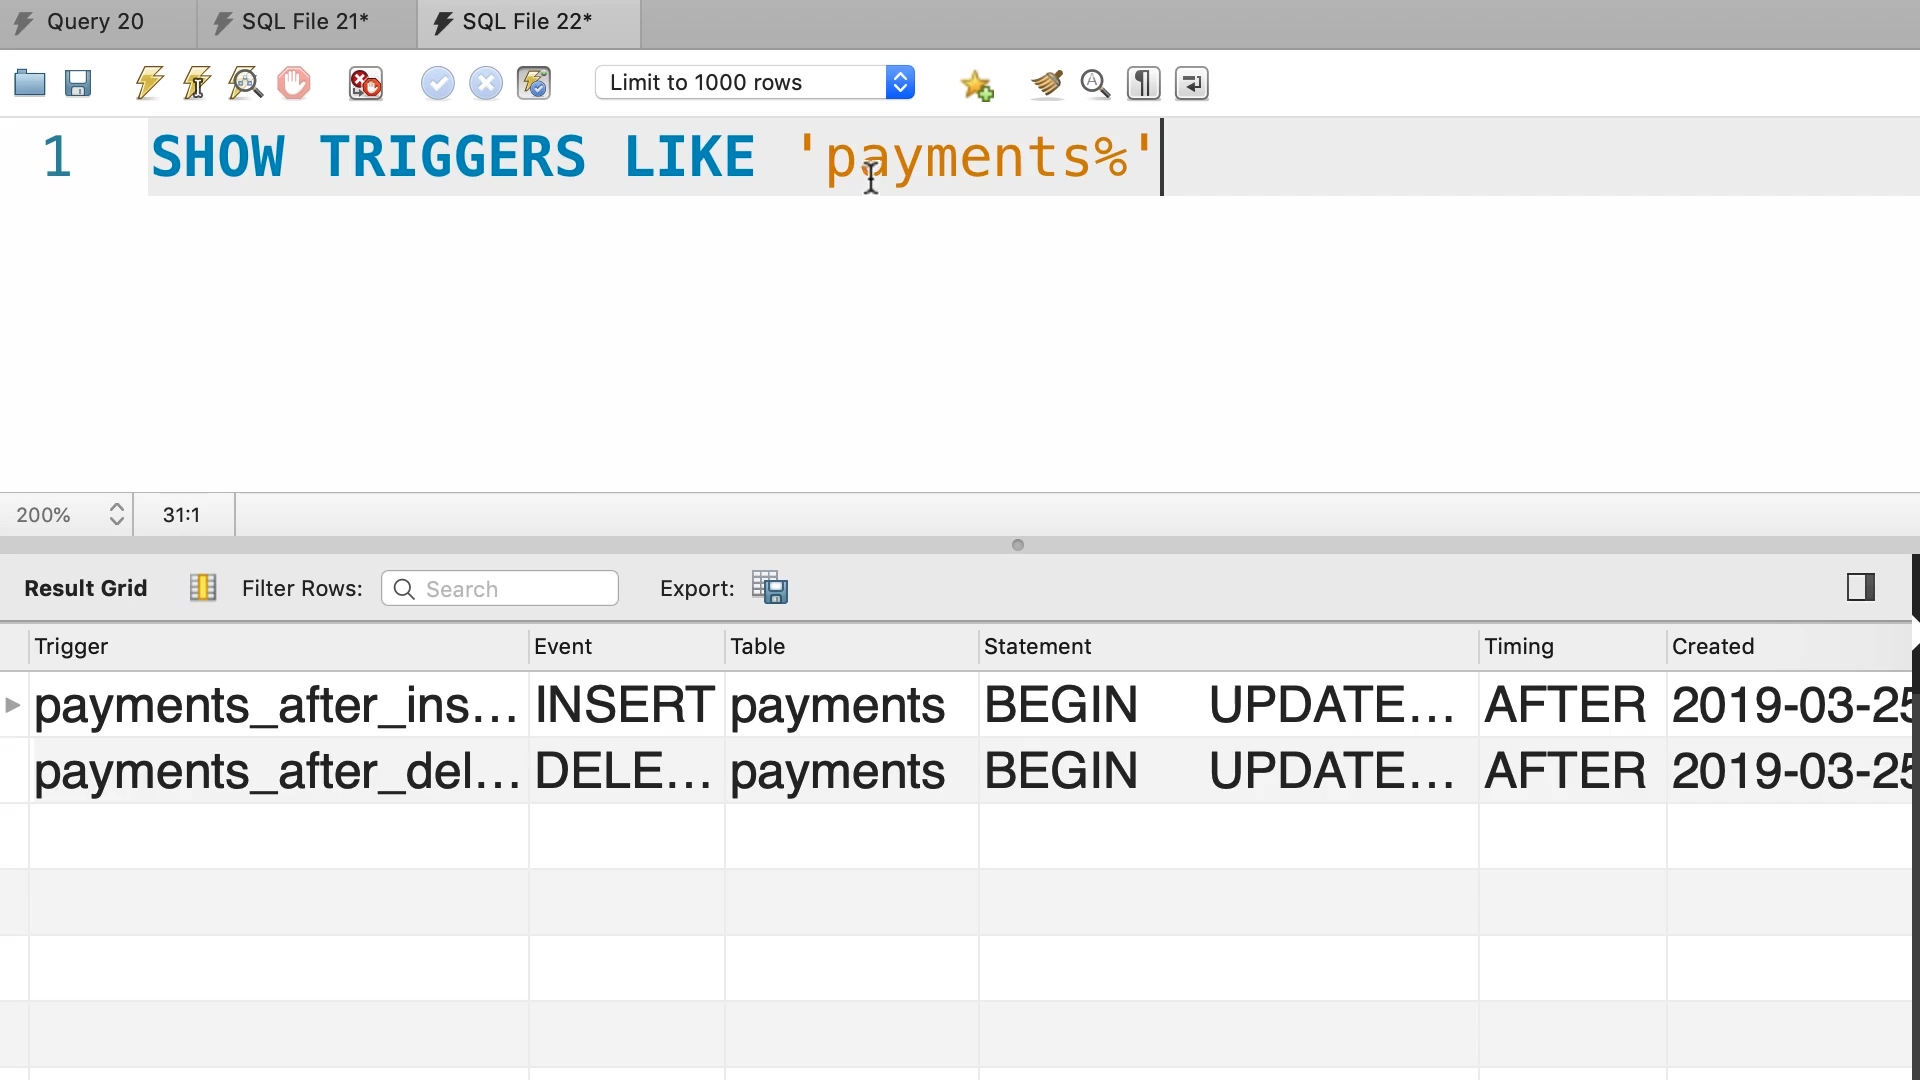 Query 20 SQL File 21* SQL File 22*
Limit to 1000 rows
1 SHOW TRIGGERS LIKE 'payments%'
200% 31:1
Result Grid Filter Rows: Search Export:
Trigger Event Table Statement Timing Created
payments_after_ins... INSERT payments BEGIN UPDATE... AFTER 2019-03-25
payments_after_del... DELE... payments BEGIN UPDATE... AFTER 2019-03-25